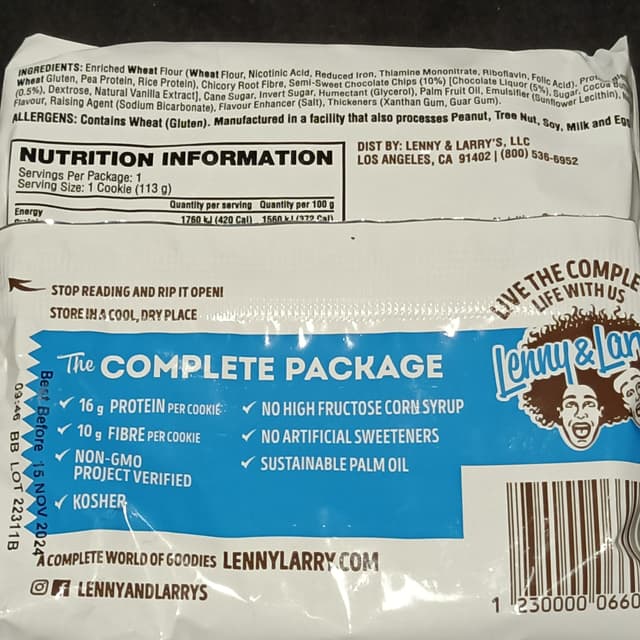 INGREDIENTS: Enriched Wheat Flour (Wheat Flour, Nicotinic Acid, Reduced Iron, Thiamine Mononitrate, Riboflavin, Folic Acid),
Wheat Gluten, Pea Protein, Rice Protein), Chicory Root Fibre, Semi-Sweet Chocolate Chips (10%) [Chocolate Liquor (5%), Sugar, Cocoa
(0.5%), Dextrose, Natural Vanilla Extract], Cane Sugar, Invert Sugar, Humectant (Glycerol), Palm Fruit Oil, Emulsifier (Sunflower Lecithin),
Flavour, Raising Agent (Sodium Bicarbonate), Flavour Enhancer (Salt), Thickeners (Xanthan Gum, Guar Gum).
ALLERGENS: Contains Wheat (Gluten). Manufactured in a facility that also processes Peanut, Tree Nut, Soy, Milk and
NUTRITION INFORMATION
Servings Per Package: 1
Serving Size: 1 Cookie (113 g)
Quantity per serving Quantity per 100 g
Energy 1760 kJ (420 Cal) 1560 kJ (372 Cal)
DIST BY: LENNY & LARRY'S, LLC
LOS ANGELES, CA 91402 | (800) 536-6952
STOP READING AND RIP IT OPEN!
STORE IN A COOL, DRY PLACE
LIVE THE COMPLE
LIFE WITH US
Lenny & Lar
The COMPLETE PACKAGE
✓ 16 g PROTEIN PER COOKIE
✓ 10 g FIBRE PER COOKIE
✓ NON-GMO
PROJECT VERIFIED
✓ KOSHER
✓ NO HIGH FRUCTOSE CORN SYRUP
✓ NO ARTIFICIAL SWEETENERS
✓ SUSTAINABLE PALM OIL
Best Before 15 NOV 2024
09:46 BB LOT 22311B
A COMPLETE WORLD OF GOODIES LENNYLARRY.COM
LENNYANDLARRYS
1 230000 0660